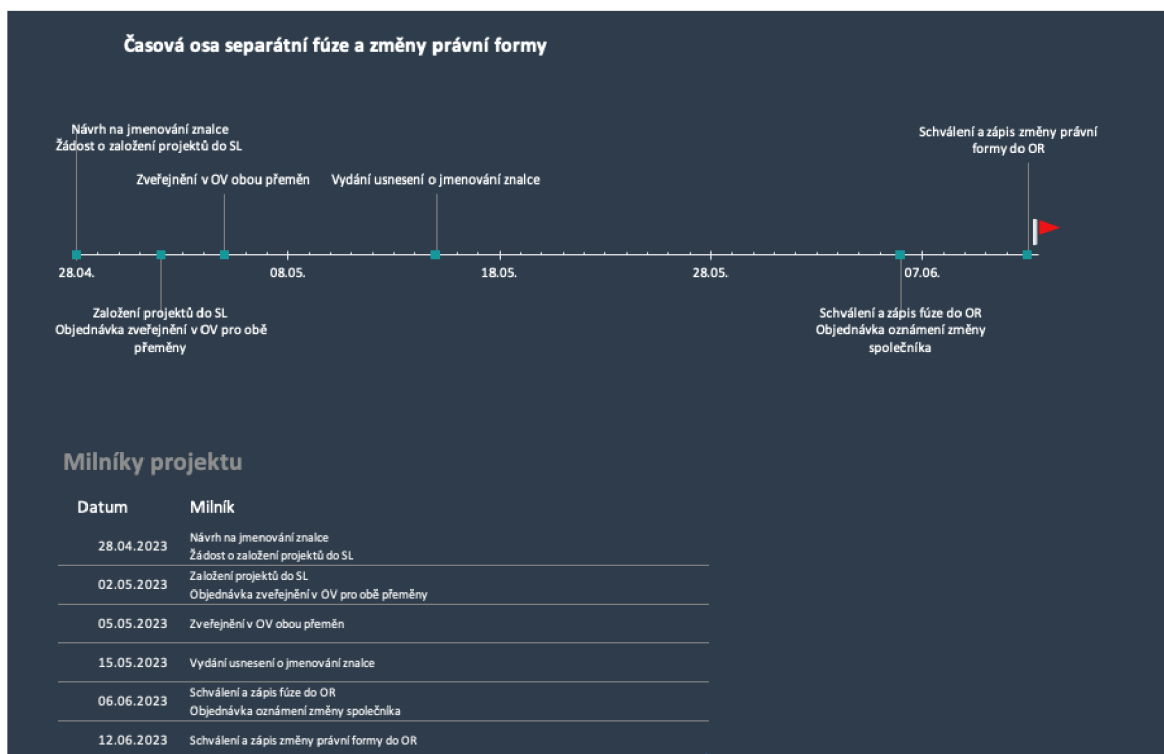 Časová osa separátní fúze a změny právní formy
Návrh na jmenování znalce
Žádost o založení projektů do SL
Schválení a zápis změny právní
formy do OR
Zveřejnění v OV obou přeměn
Vydání usnesení o jmenování znalce
28.04.
08.05.
18.05.
28.05.
07.06.
Založení projektů do SL
Objednávka zveřejnění v OV pro obě
přeměny
Schválení a zápis fúze do OR
Objednávka oznámení změny
společníka
Milníky projektu
Datum Milník
28.04.2023 Návrh na jmenování znalce
Žádost o založení projektů do SL
02.05.2023 Založení projektů do SL
Objednávka zveřejnění v OV pro obě přeměny
05.05.2023 Zveřejnění v OV obou přeměn
15.05.2023 Vydání usnesení o jmenování znalce
06.06.2023 Schválení a zápis fúze do OR
Objednávka oznámení změny společníka
12.06.2023 Schválení a zápis změny právní formy do OR